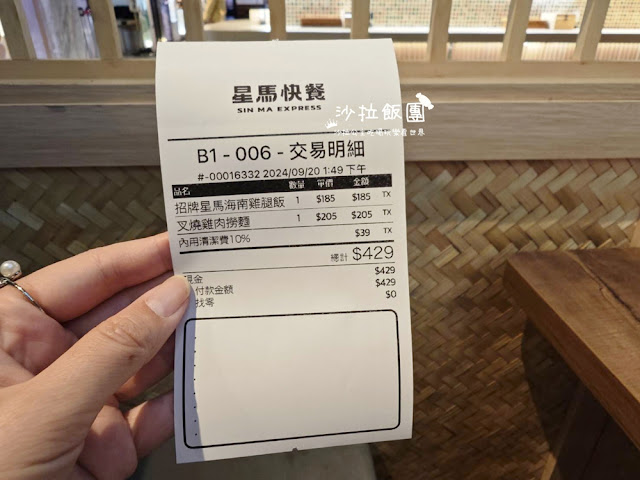 星馬快餐
SIN MA EXPRESS
沙拉飯團
B1 - 006 - 交易明細
#-00016332 2024/09/20 1:49 下午
品名 數量 單價 金額
招牌星馬海南雞腿飯 1 $185 $185 TX
叉燒雞肉撈麵 1 $205 $205 TX
內用清潔費10% $39 TX
總計 $429
現金 $429
付款金額 $429
找零 $0